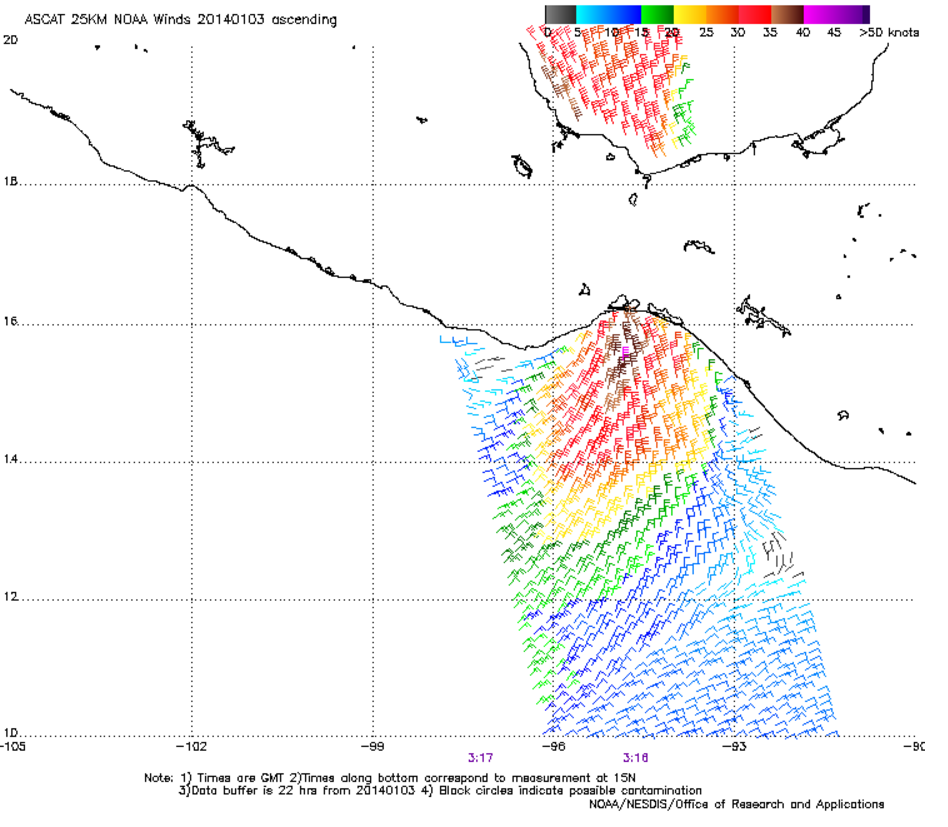 ASCAT 25KM NOAA Winds 20140103 ascending
0 5 10 15 20 25 30 35 40 45 >50 knots
20
18
16
14
12
10
-105 -102 -99 -96 -93 -90
3:17 3:16
Note: 1) Times are GMT 2)Times along bottom correspond to measurement at 15N
3)Data buffer is 22 hrs from 20140103 4) Black circles indicate possible contamination
NOAA/NESDIS/Office of Research and Applications